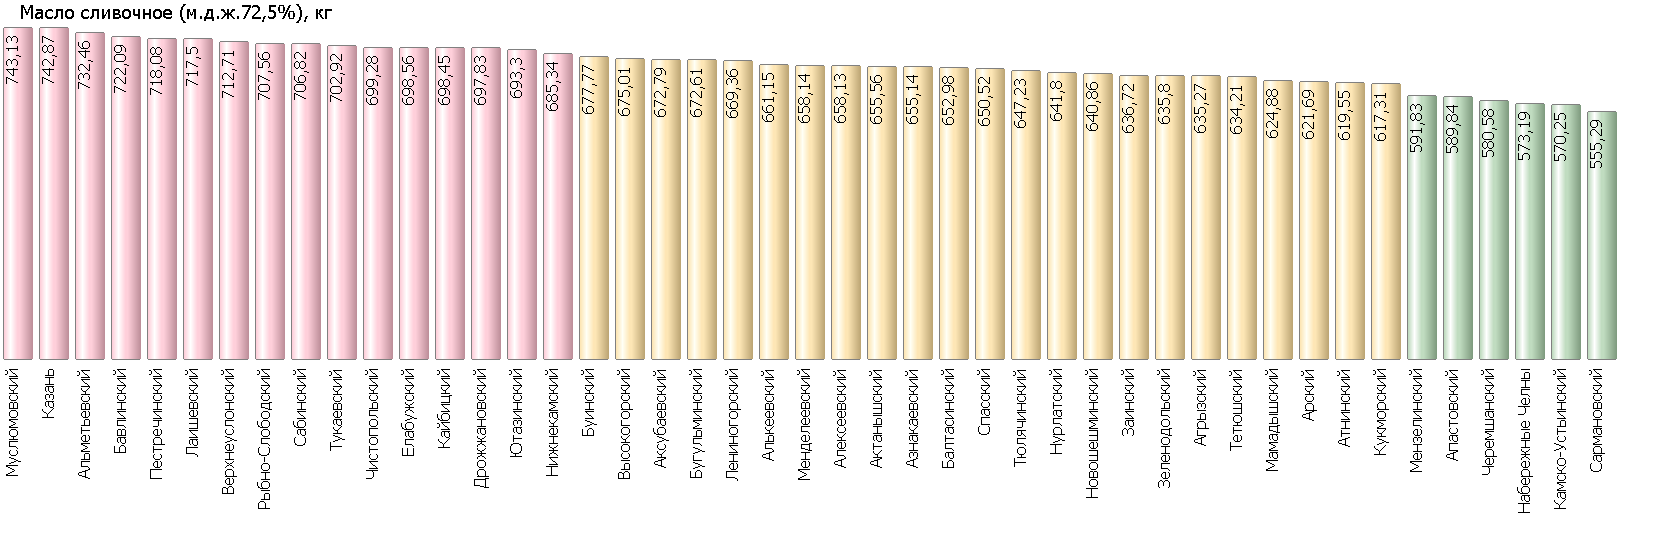 Масло сливочное (м.д.ж.72,5%), кг
743,13
742,87
732,46
722,09
718,08
717,5
712,71
707,56
706,82
702,92
699,28
698,56
698,45
697,83
693,3
685,34
677,77
675,01
672,79
672,61
669,36
661,15
658,14
658,13
655,56
655,14
652,98
650,52
647,23
641,8
640,86
636,72
635,8
635,27
634,21
624,88
621,69
619,55
617,31
591,83
589,84
580,58
573,19
570,25
555,29
Муслюмовский
Казань
Альметьевский
Бавлинский
Пестречинский
Лаишевский
Верхнеуслонский
Рыбно-Слободский
Сабинский
Тукаевский
Чистопольский
Елабужский
Кайбицкий
Дрожжановский
Ютазинский
Нижнекамский
Буинский
Высокогорский
Аксубаевский
Бугульминский
Лениногорский
Алькеевский
Менделеевский
Алексеевский
Актанышский
Азнакаевский
Балтасинский
Спасский
Тюлячинский
Нурлатский
Новошешминский
Заинский
Зеленодольский
Агрызский
Тетюшский
Мамадышский
Арский
Атнинский
Кукморский
Мензелинский
Апастовский
Черемшанский
Набережные Челны
Камско-Устьинский
Сармановский